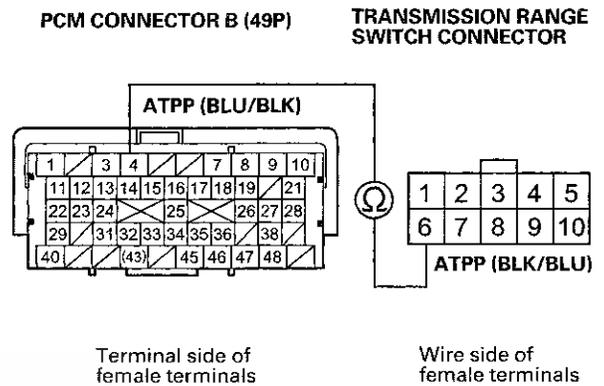 PCM CONNECTOR B (49P)
TRANSMISSION RANGE
SWITCH CONNECTOR
ATPP (BLU/BLK)
1 3 4 7 8 9 10
11 12 13 14 15 16 17 18 19 21
22 23 24 25 26 27 28
29 31 32 33 34 35 36 38
40 (43) 45 46 47 48
Ω
1 2 3 4 5
6 7 8 9 10
ATPP (BLK/BLU)
Terminal side of
female terminals
Wire side of
female terminals